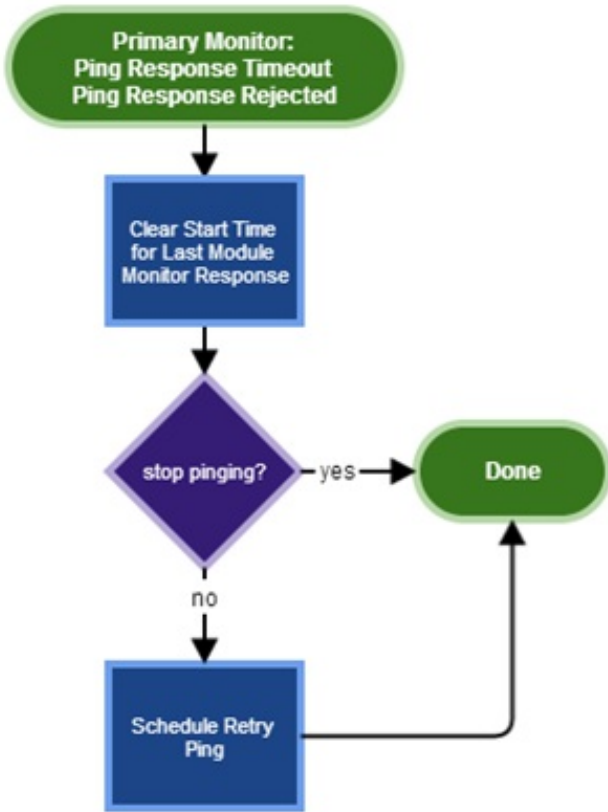 Primary Monitor:
Ping Response Timeout
Ping Response Rejected
Clear Start Time
for Last Module
Monitor Response
stop pinging?
yes
Done
no
Schedule Retry
Ping